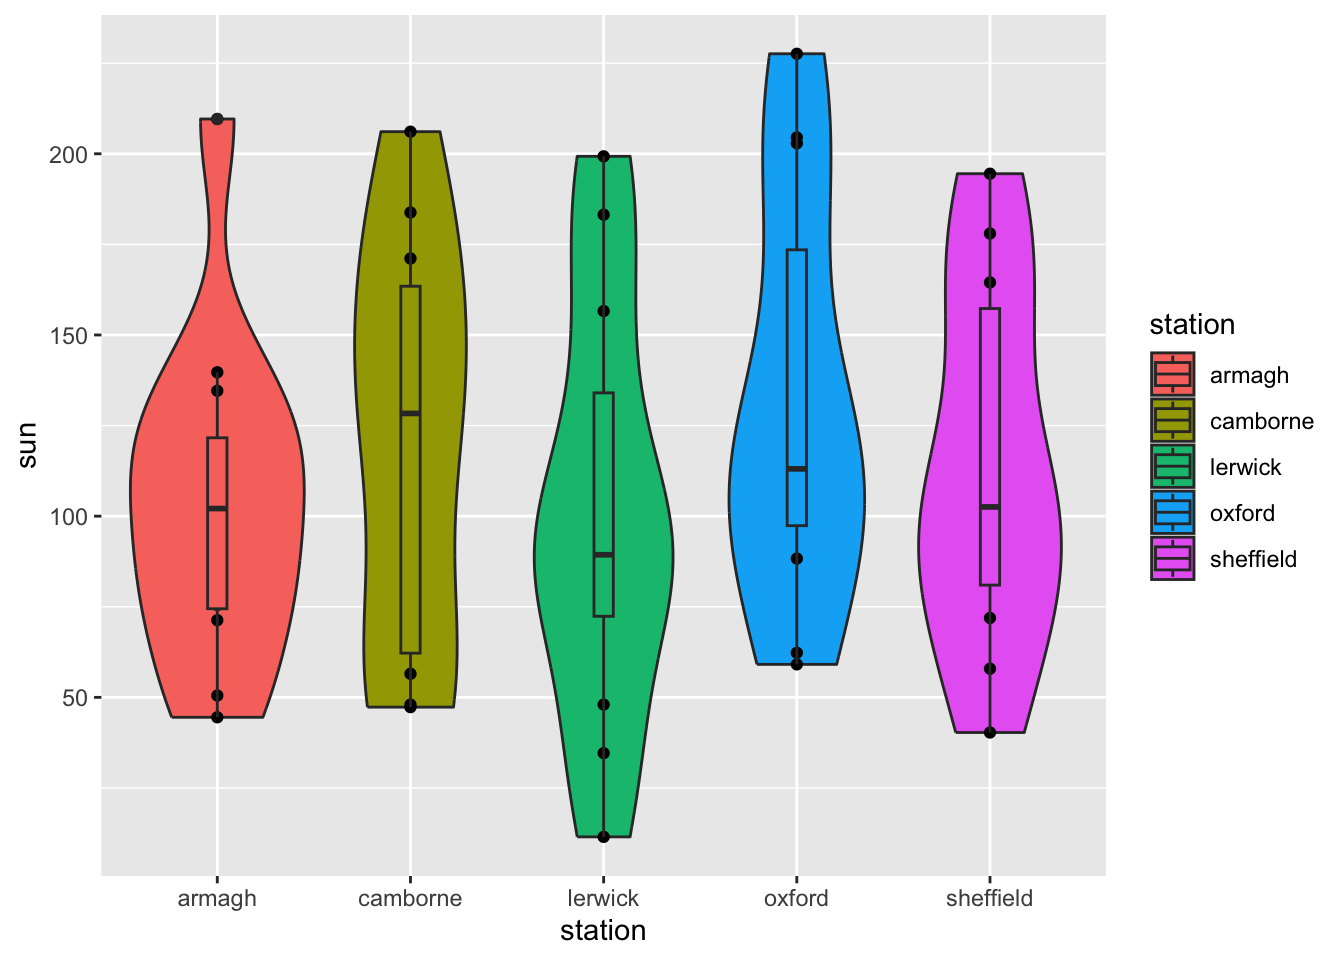 sun
200
150
100
50
armagh camborne lerwick oxford sheffield
station
station
armagh
camborne
lerwick
oxford
sheffield